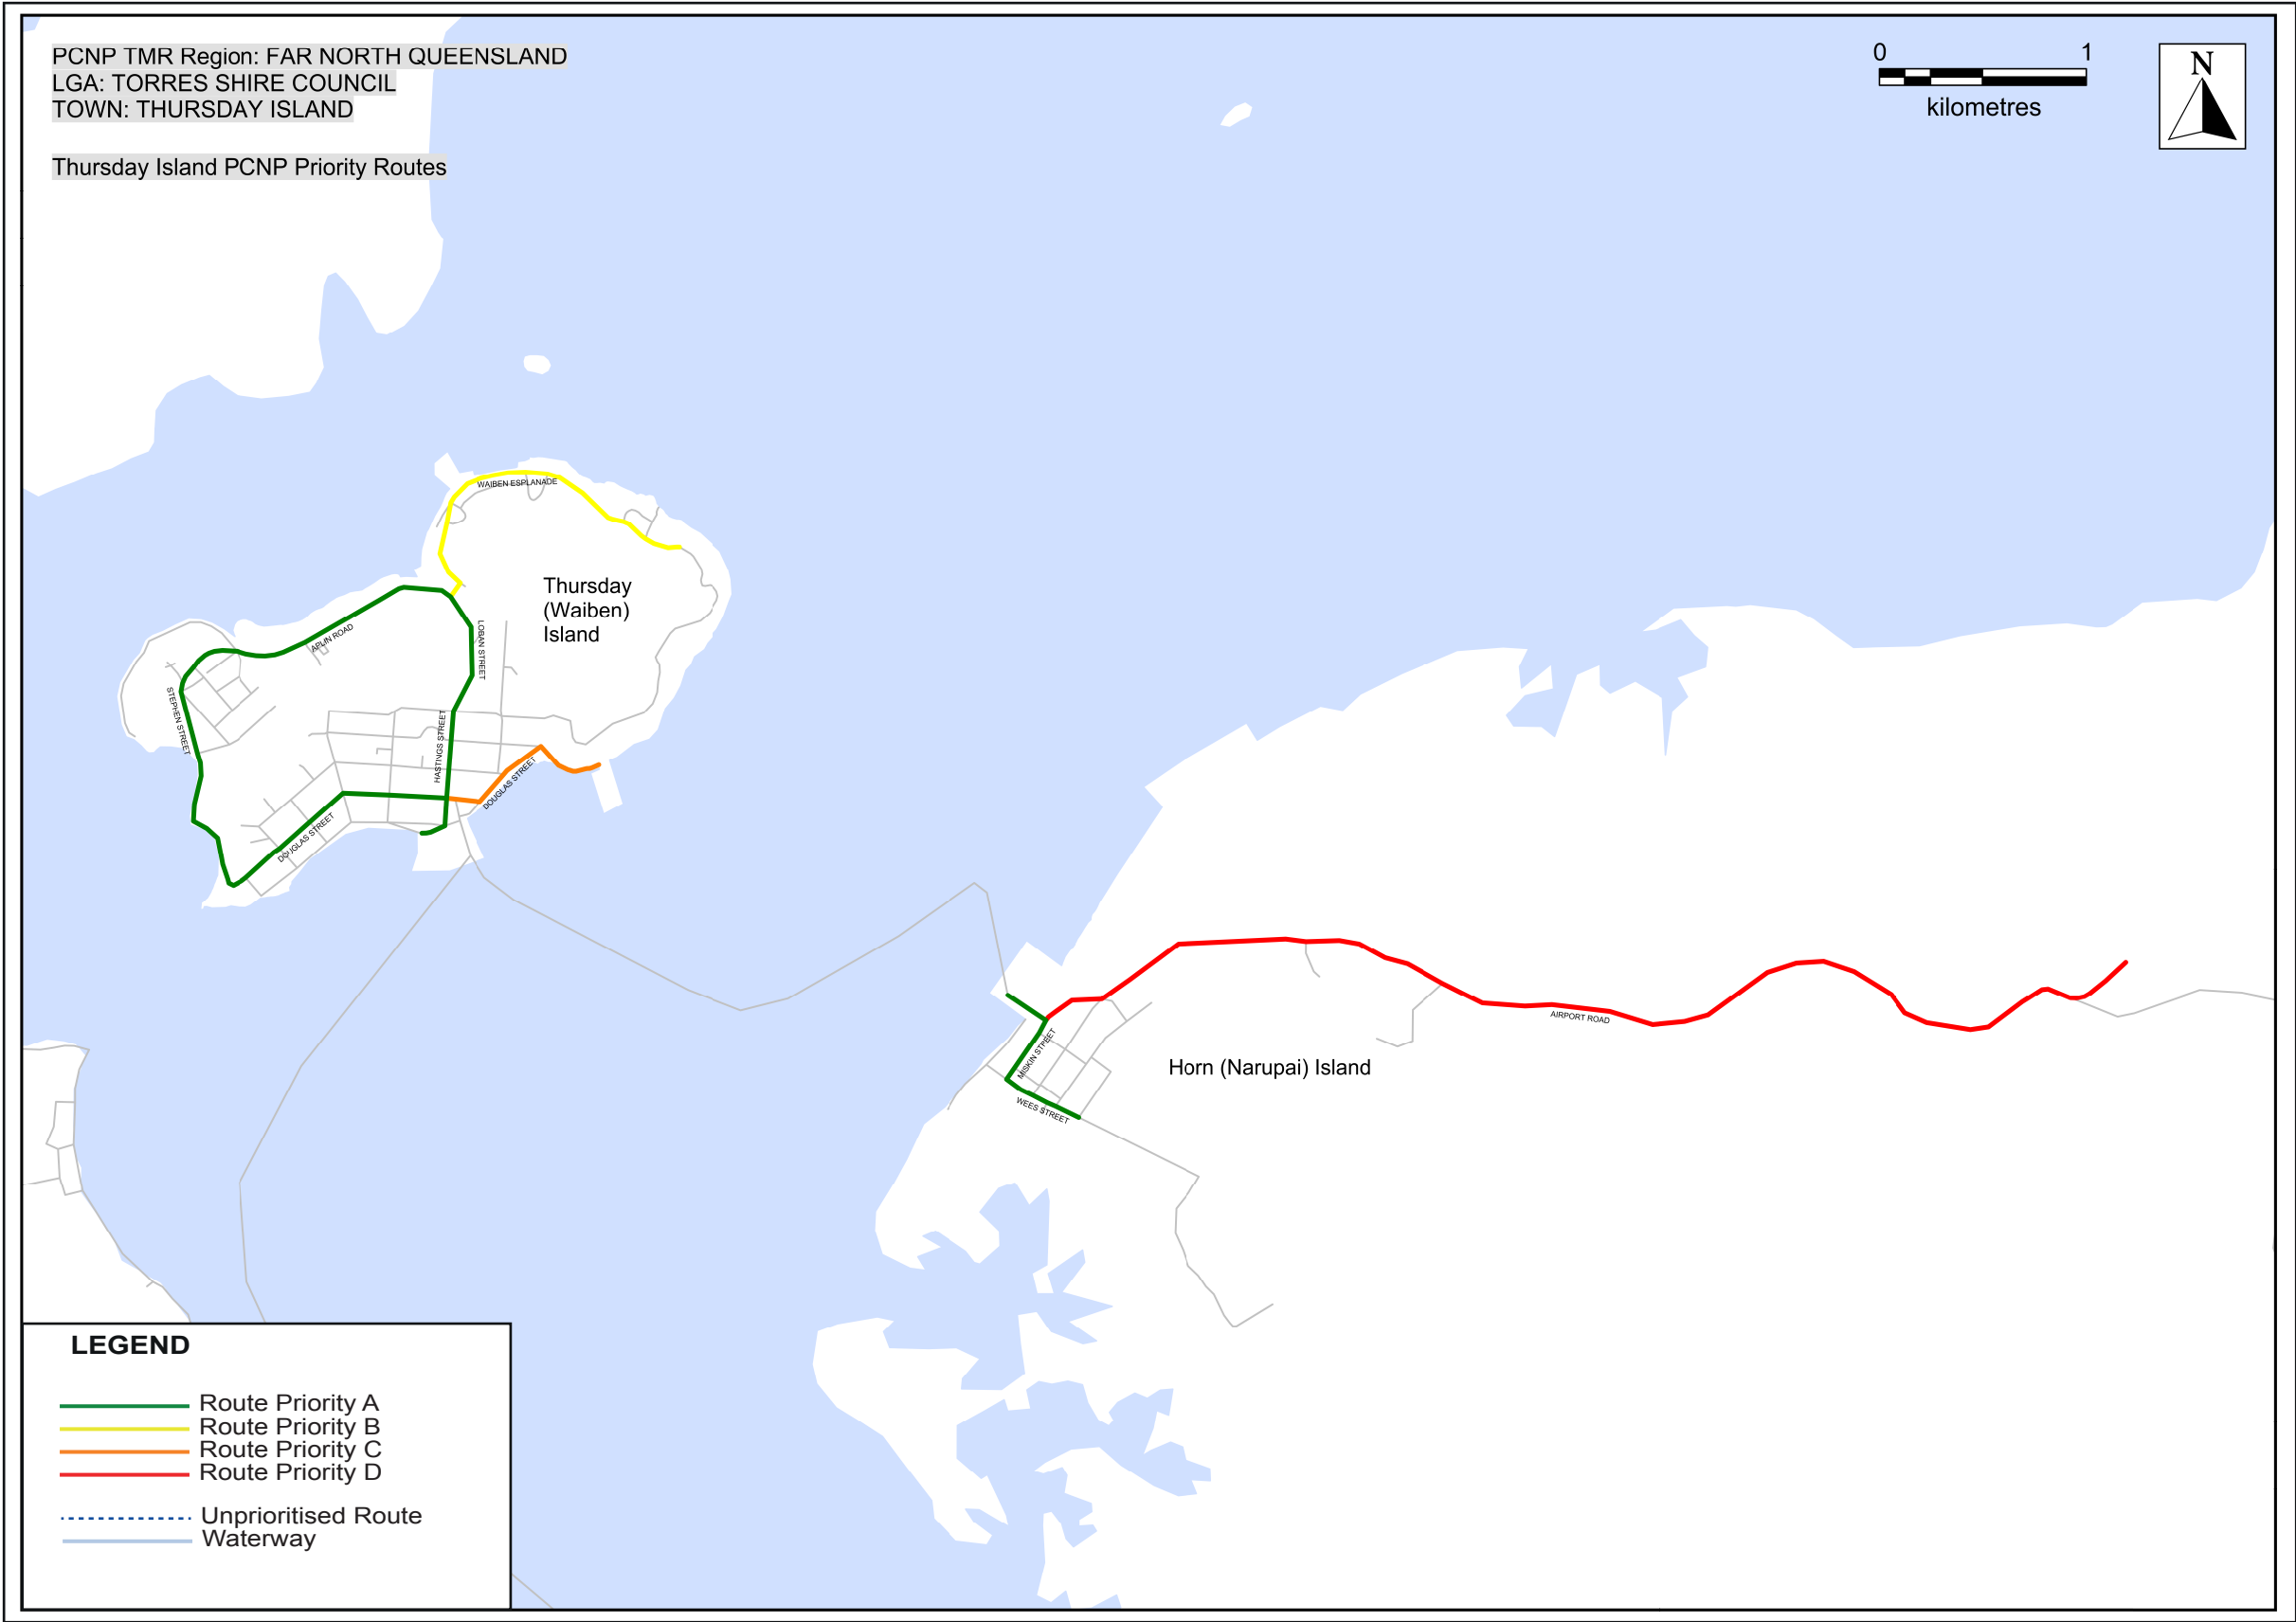 PCNP TMR Region: FAR NORTH QUEENSLAND
LGA: TORRES SHIRE COUNCIL
TOWN: THURSDAY ISLAND
Thursday Island PCNP Priority Routes
0 1
kilometres
N
WAIBEN ESPLANADE
Thursday
(Waiben)
Island
APLIN ROAD
LOBAN STREET
STEPHEN STREET
HASTINGS STREET
DOUGLAS STREET
DOUGLAS STREET
AIRPORT ROAD
MISKIN STREET
Horn (Narupai) Island
WEES STREET
LEGEND
Route Priority A
Route Priority B
Route Priority C
Route Priority D
Unprioritised Route
Waterway